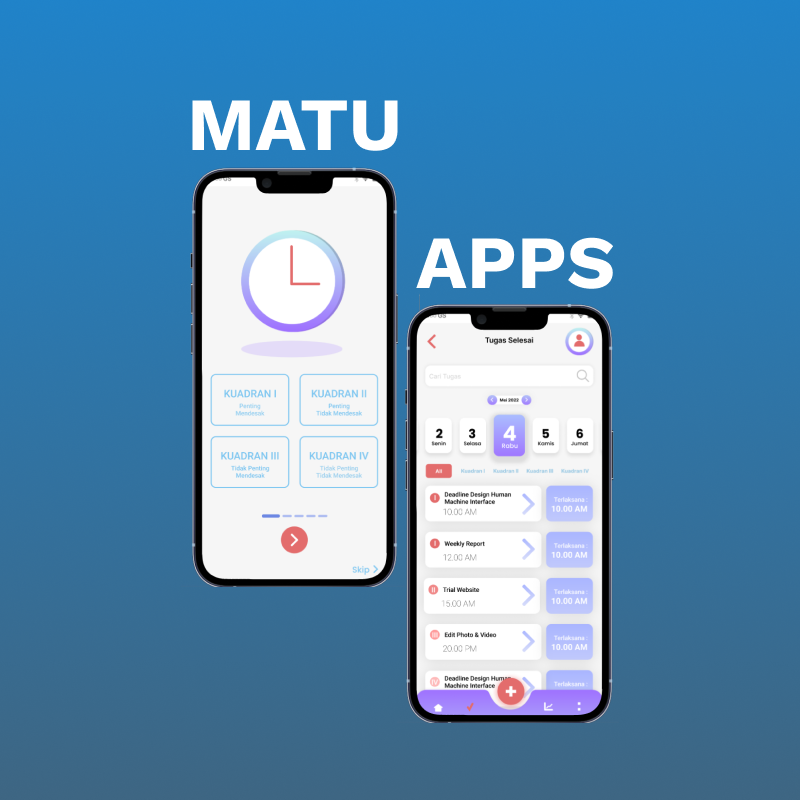 MATU
APPS
KUADRAN I
Penting
Mendesak
KUADRAN II
Penting
Tidak Mendesak
KUADRAN III
Tidak Penting
Mendesak
KUADRAN IV
Tidak Penting
Tidak Mendesak
Skip
Tugas Selesai
Cari Tugas
Mei 2022
2 3 4 5 6
Senin Selasa Rabu Kamis Jumat
All Kuadran I Kuadran II Kuadran III Kuadran IV
I Deadline Design Human
Machine Interface
10.00 AM
Terlaksana :
10.00 AM
I Weekly Report
12.00 AM
Terlaksana :
10.00 AM
II Trial Website
15.00 AM
Terlaksana :
10.00 AM
III Edit Photo & Video
20.00 PM
Terlaksana :
10.00 AM
IV Deadline Design Human
Machine Interface
Terlaksana :